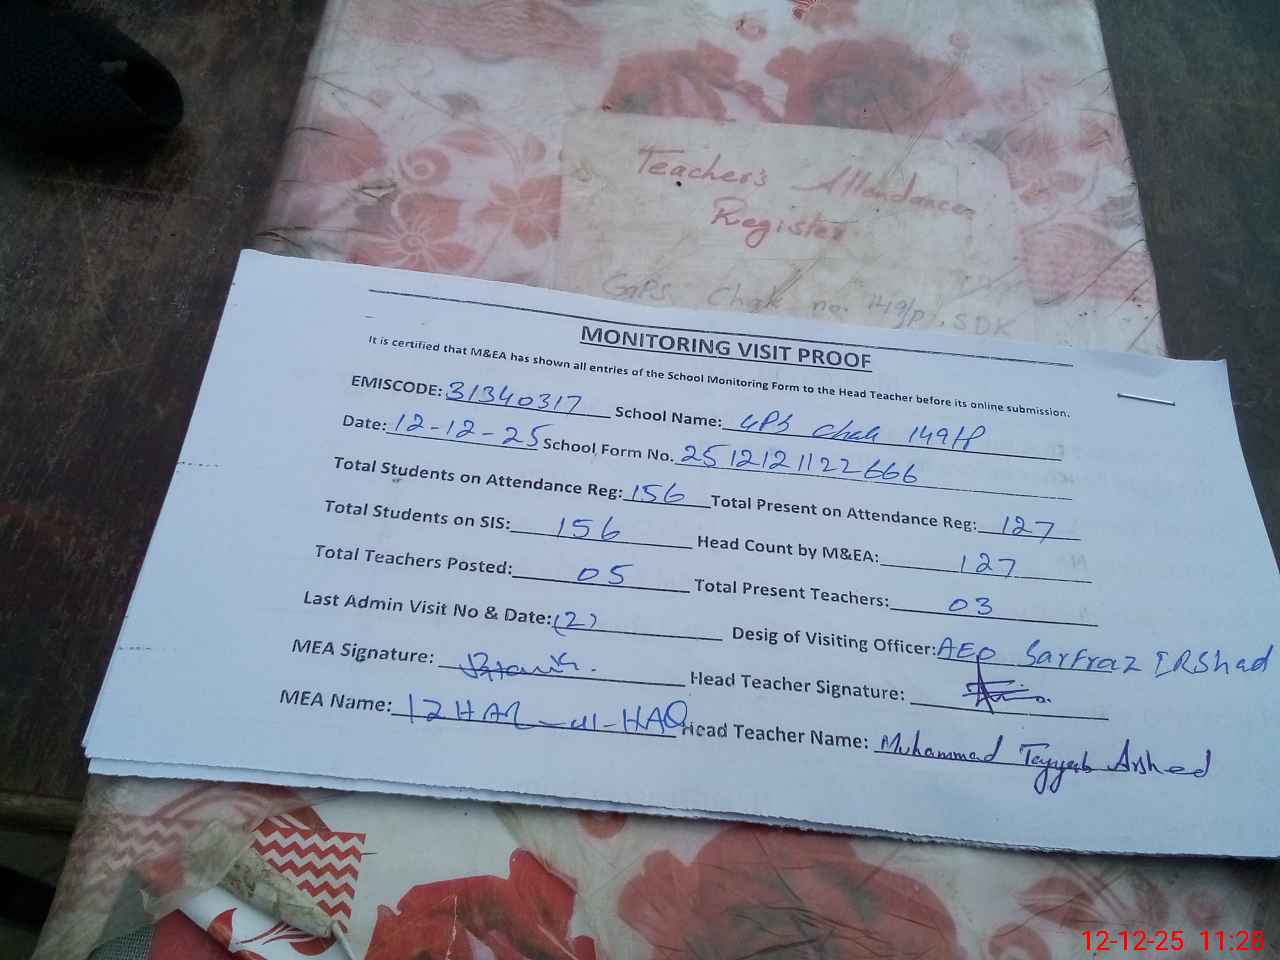 Teacher's Attendance
Register
GPS Chak no. 149/P, SDK
MONITORING VISIT PROOF
It is certified that M&EA has shown all entries of the School Monitoring Form to the Head Teacher before its online submission.
EMISCODE: 31340317 School Name: GPS Chak 149/P
Date: 12-12-25 School Form No. 25121211122666
Total Students on Attendance Reg: 156 Total Present on Attendance Reg: 127
Total Students on SIS: 156 Head Count by M&EA: 127
Total Teachers Posted: 05 Total Present Teachers: 03
Last Admin Visit No & Date: (2) Desig of Visiting Officer: AEO Sarfraz IRShad
MEA Signature: Head Teacher Signature:
MEA Name: IZHAR-ul-HAQ Head Teacher Name: Muhammad Tayyab Arshed
12-12-25 11:28